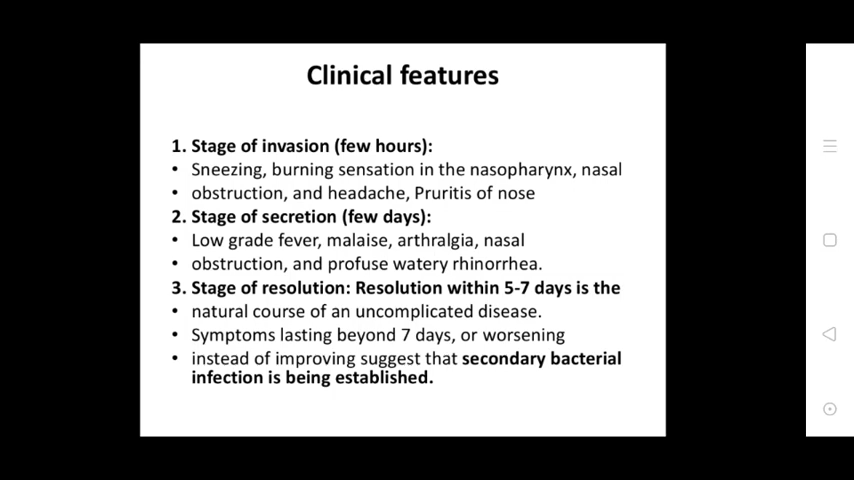 Clinical features
1. Stage of invasion (few hours):
• Sneezing, burning sensation in the nasopharynx, nasal
• obstruction, and headache, Pruritis of nose
2. Stage of secretion (few days):
• Low grade fever, malaise, arthralgia, nasal
• obstruction, and profuse watery rhinorrhea.
3. Stage of resolution: Resolution within 5-7 days is the
• natural course of an uncomplicated disease.
• Symptoms lasting beyond 7 days, or worsening
• instead of improving suggest that secondary bacterial
infection is being established.